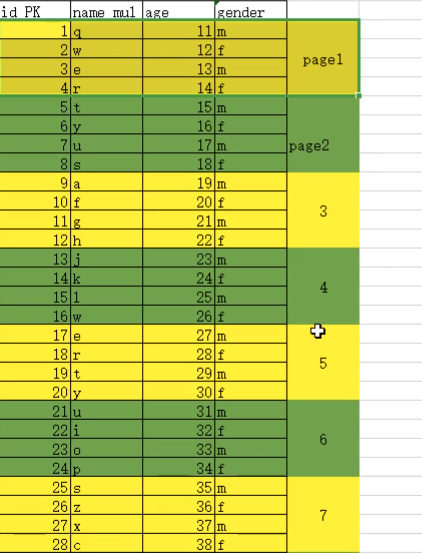 id PK name mul age gender
1 q 11 m
2 w 12 f
page1
3 e 13 m
4 r 14 f
5 t 15 m
6 y 16 f
7 u 17 m
page2
8 s 18 f
9 a 19 m
10 f 20 f
3
11 g 21 m
12 h 22 f
13 j 23 m
14 k 24 f
4
15 l 25 m
16 w 26 f
17 e 27 m
18 r 28 f
5
19 t 29 m
20 y 30 f
21 u 31 m
22 i 32 f
6
23 o 33 m
24 p 34 f
25 s 35 m
26 z 36 f
7
27 x 37 m
28 c 38 f